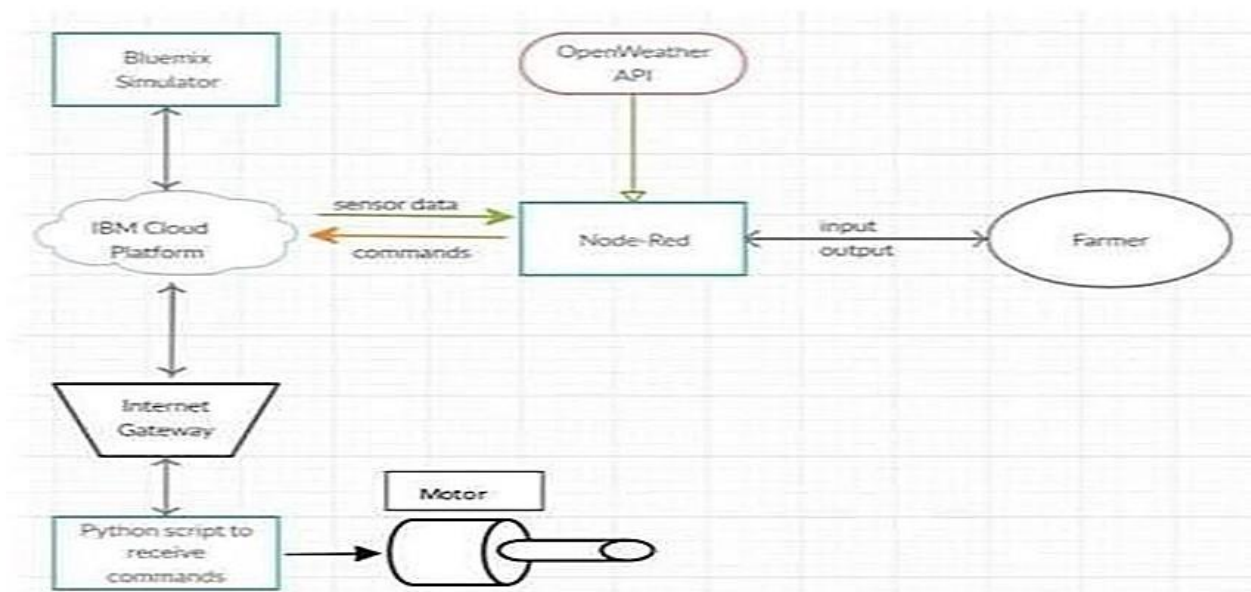 Bluemix
Simulator
OpenWeather
API
IBM Cloud
Platform
sensor data
commands
Node-Red
input
output
Farmer
Internet
Gateway
Motor
Python script to
receive
commands